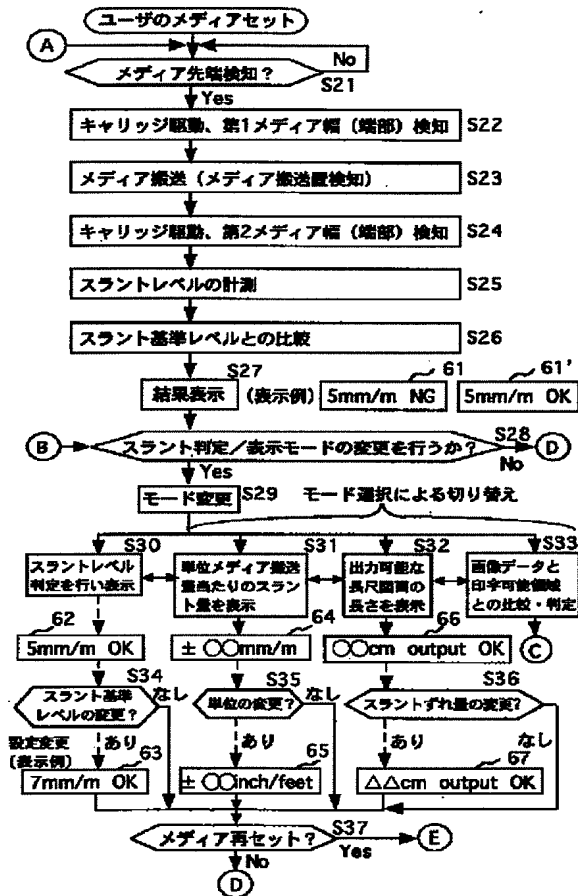 ユーザのメディアセット
A
No
メディア先端検知?
S21
Yes
キャリッジ駆動、第1メディア幅(端部)検知
S22
メディア搬送(メディア搬送置検知)
S23
キャリッジ駆動、第2メディア幅(端部)検知
S24
スラントレベルの計測
S25
スラント基準レベルとの比較
S26
S27
61
61'
結果表示
(表示例)
5mm/m NG
5mm/m OK
B
スラント判定/表示モードの変更を行うか?
S28
D
No
Yes
モード変更
S29
モード選択による切り替え
S30
S31
S32
S33
スラントレベル
判定を行い表示
単位メディア搬送
量当たりのスラン
ト量を表示
出力可能な
長尺図面の
長さを表示
画像データと
印字可能領域
との比較・判定
62
64
66
C
5mm/m OK
± ○○mm/m
○○cm output OK
S34
S35
S36
スラント基準
レベルの変更?
なし
単位の変更?
なし
スラントずれ量の変更?
設定変更
(表示例)
あり
63
あり
65
あり
67
なし
7mm/m OK
± ○○inch/feet
△△cm output OK
メディア再セット?
S37
E
Yes
No
D